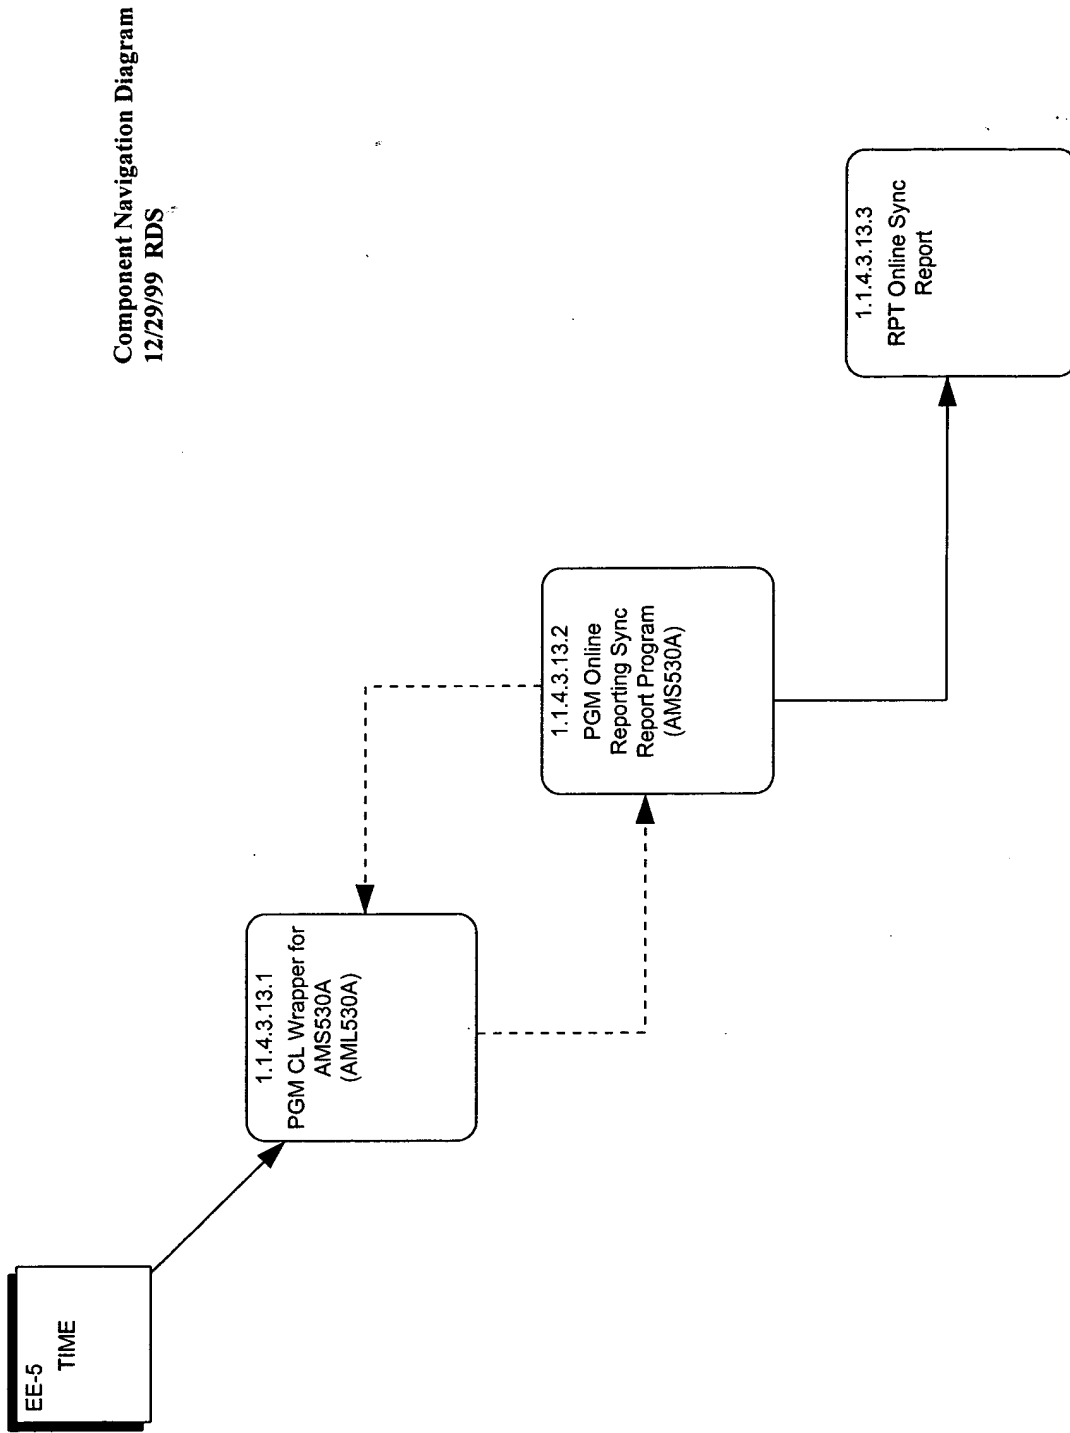 Component Navigation Diagram
12/29/99 RDS
EE-5
TIME
1.1.4.3.13.1
PGM CL Wrapper for
AMS530A
(AML530A)
1.1.4.3.13.2
PGM Online
Reporting Sync
Report Program
(AMS530A)
1.1.4.3.13.3
RPT Online Sync
Report